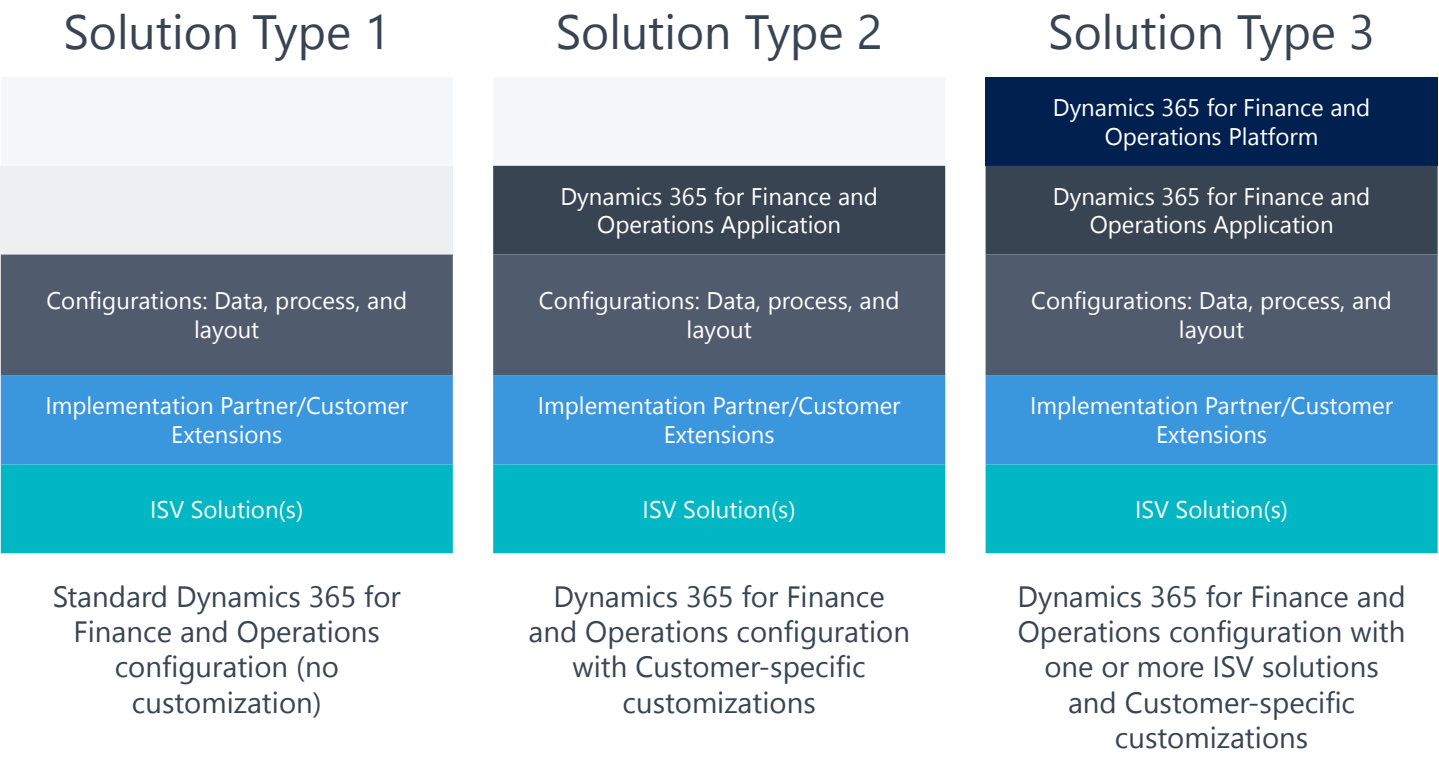 Solution Type 1
Configurations: Data, process, and
layout
Implementation Partner/Customer
Extensions
ISV Solution(s)
Standard Dynamics 365 for
Finance and Operations
configuration (no
customization)
Solution Type 2
Dynamics 365 for Finance and
Operations Application
Configurations: Data, process, and
layout
Implementation Partner/Customer
Extensions
ISV Solution(s)
Dynamics 365 for Finance
and Operations configuration
with Customer-specific
customizations
Solution Type 3
Dynamics 365 for Finance and
Operations Platform
Dynamics 365 for Finance and
Operations Application
Configurations: Data, process, and
layout
Implementation Partner/Customer
Extensions
ISV Solution(s)
Dynamics 365 for Finance and
Operations configuration with
one or more ISV solutions
and Customer-specific
customizations